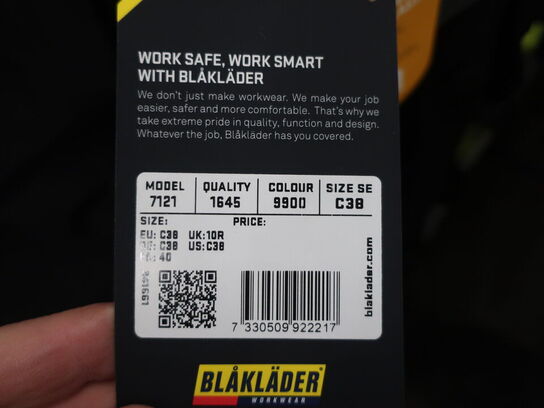 WORK SAFE, WORK SMART
WITH BLÅKLÄDER
We don't just make workwear. We make your job
easier, safer and more comfortable. That's why we
take extreme pride in quality, function and design.
Whatever the job, Blåkläder has you covered.
MODEL QUALITY COLOUR SIZE SE
7121 1645 9900 C38
SIZE: PRICE:
EU: C38 UK:10R
C38 US:C38
40
blaklader.com
7 330509 922217
BLÅKLÄDER
WORKWEAR